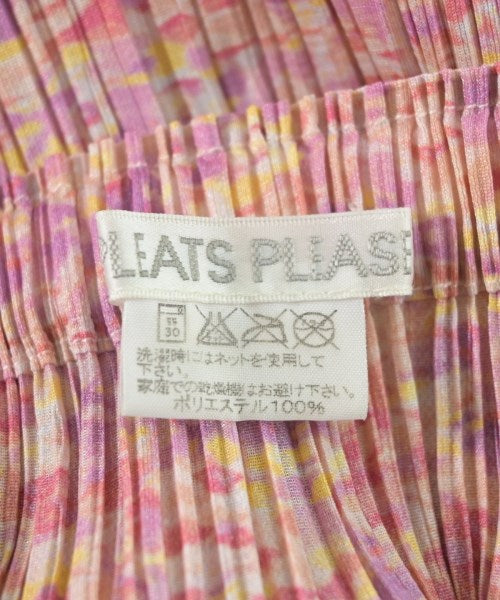 PLEATS PLEASE
弱
30
洗濯時にはネットを使用して
下さい。
家庭での乾燥機はお避け下さい。
ポリエステル100%